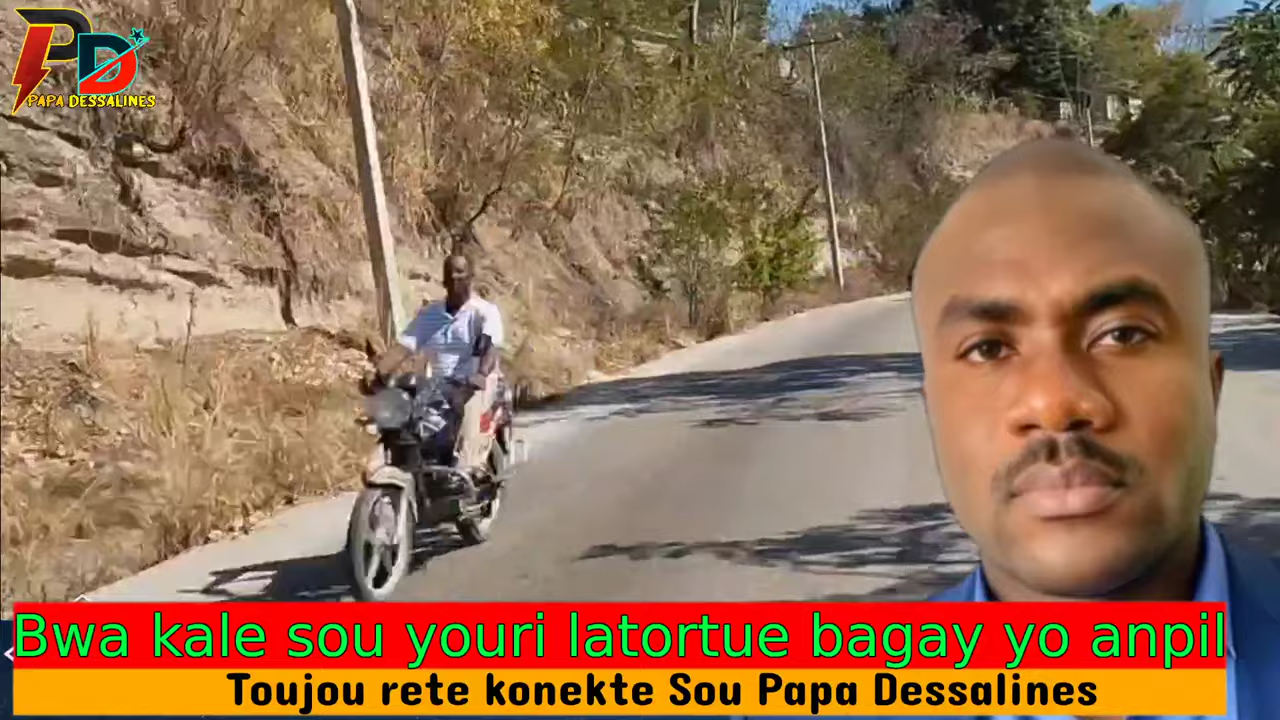 PD
PAPA DESSALINES
Bwa kale sou youri latortue bagay yo anpil
Toujou rete konekte Sou Papa Dessalines